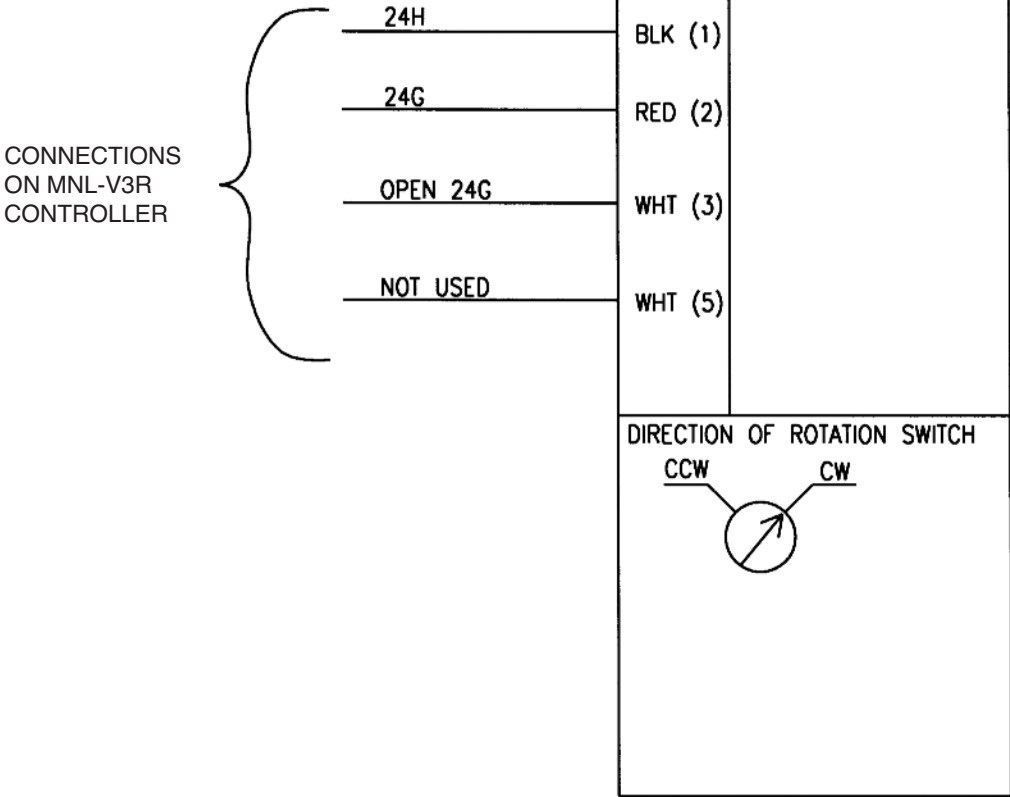 24H
BLK (1)
24G
RED (2)
CONNECTIONS
ON MNL-V3R
CONTROLLER
OPEN 24G
WHT (3)
NOT USED
WHT (5)
DIRECTION OF ROTATION SWITCH
CCW
CW